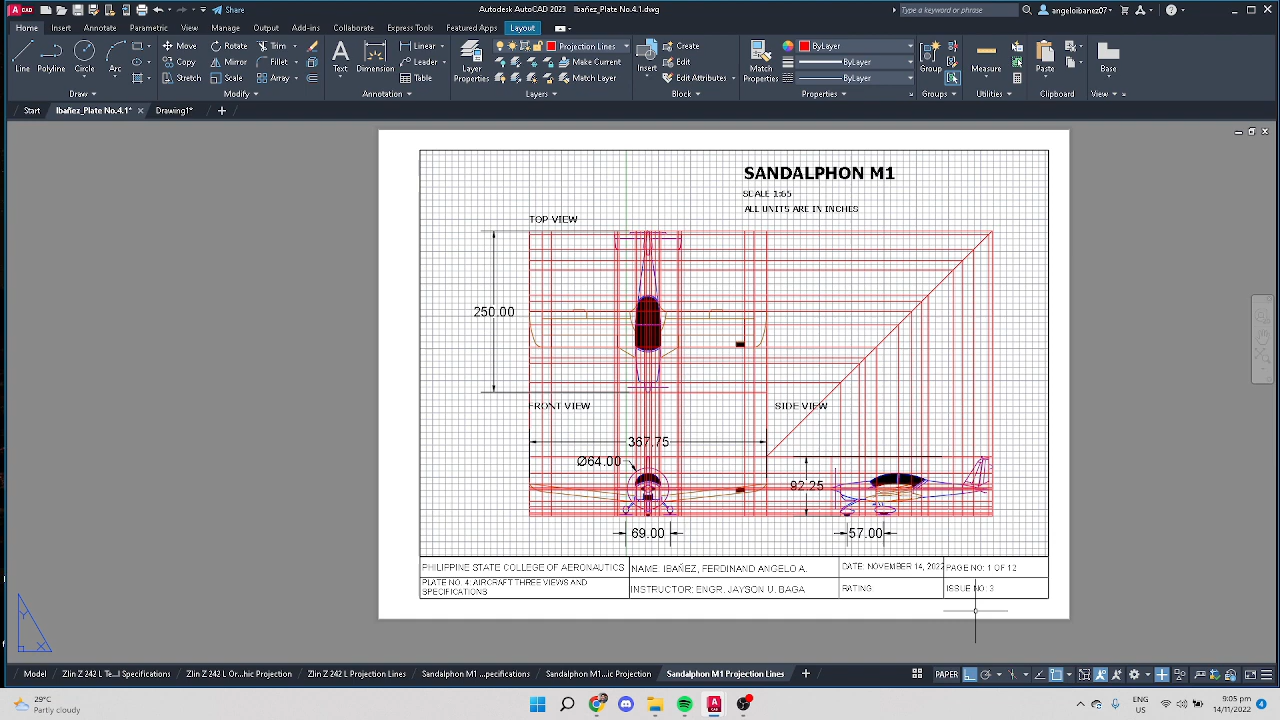 CAD Share Autodesk AutoCAD 2023 Ibañez_Plate No.4.1.dwg Type a keyword or phrase angeloibanez07
Home Insert Annotate Parametric View Manage Output Add-ins Collaborate Express Tools Featured Apps Layout
Line Polyline Circle Arc
Move Rotate Trim
Copy Mirror Fillet
Stretch Scale Array
Text Dimension
Linear
Leader
Table
Layer Properties
Projection Lines
Make Current
Match Layer
Insert
Create
Edit
Edit Attributes
Match Properties
ByLayer
ByLayer
ByLayer
Group Measure Paste Base
Draw Modify Annotation Layers Block Properties Groups Utilities Clipboard View
Start Ibañez_Plate No.4.1* Drawing1*
SANDALPHON M1
SCALE 1:65
ALL UNITS ARE IN INCHES
TOP VIEW
250.00
FRONT VIEW SIDE VIEW
367.75
Ø64.00
92.25
69.00 57.00
PHILIPPINE STATE COLLEGE OF AERONAUTICS NAME: IBAÑEZ, FERDINAND ANGELO A. DATE: NOVEMBER 14, 2022 PAGE NO: 1 OF 12
PLATE NO. 4: AIRCRAFT THREE VIEWS AND
SPECIFICATIONS INSTRUCTOR: ENGR. JAYSON U. BAGA RATING: ISSUE NO: 3
Y
X
Model Zlin Z 242 L Te...l Specifications Zlin Z 242 L Or...hic Projection Zlin Z 242 L Projection Lines Sandalphon M1...pecifications Sandalphon M1...ic Projection Sandalphon M1 Projection Lines PAPER
29°C
Partly cloudy
ENG
US
9:05 pm
14/11/2022